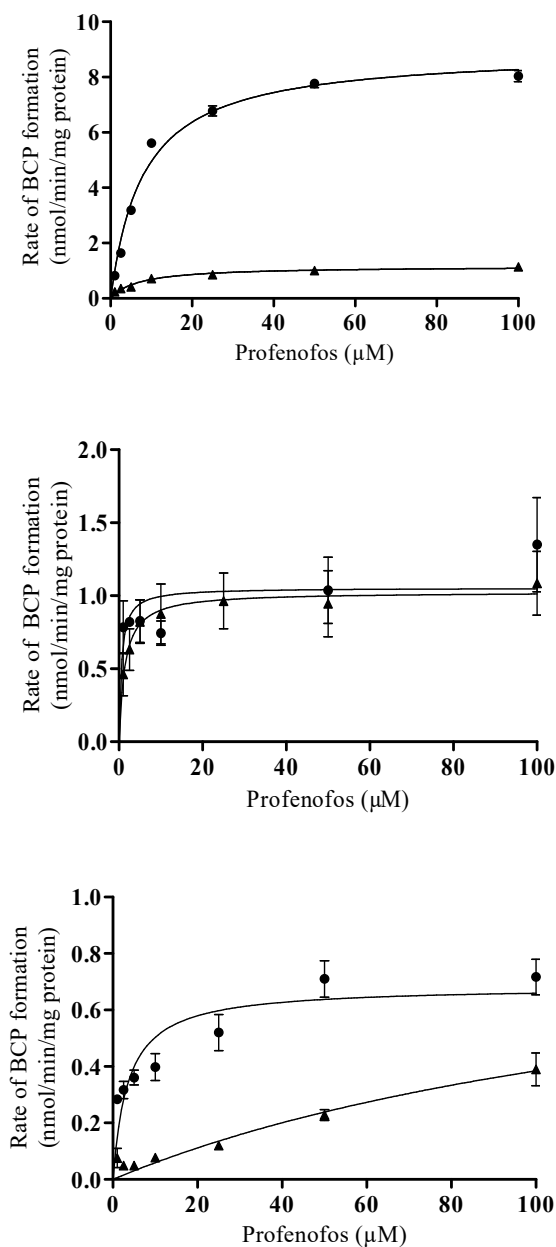 Rate of BCP formation
(nmol/min/mg protein)
10
8
6
4
2
0
0 20 40 60 80 100
Profenofos (µM)
Rate of BCP formation
(nmol/min/mg protein)
2.0
1.5
1.0
0.5
0.0
0 20 40 60 80 100
Profenofos (µM)
Rate of BCP formation
(nmol/min/mg protein)
1.0
0.8
0.6
0.4
0.2
0.0
0 20 40 60 80 100
Profenofos (µM)